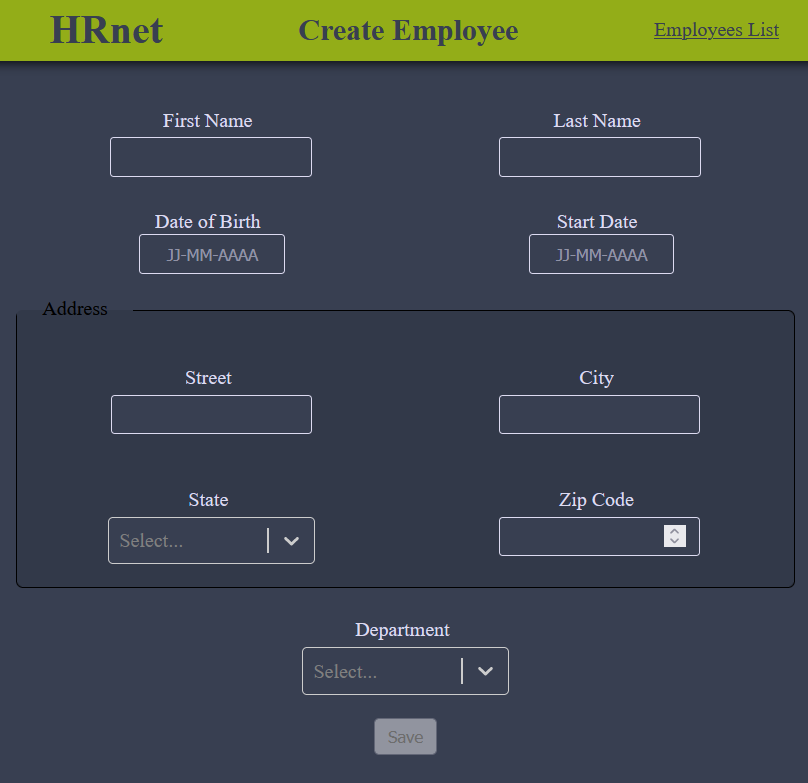 HRnet Create Employee Employees List
First Name Last Name
Date of Birth Start Date
JJ-MM-AAAA JJ-MM-AAAA
Address
Street City
State Zip Code
Select...
Department
Select...
Save